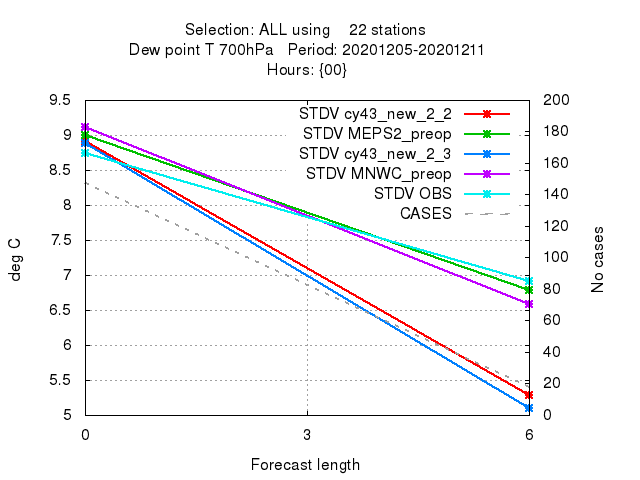 Selection: ALL using    22 stations
Dew point T 700hPa   Period: 20201205-20201211
Hours: {00}
9.5
9
8.5
8
7.5
7
6.5
6
5.5
5
deg C
STDV cy43_new_2_2
STDV MEPS2_preop
STDV cy43_new_2_3
STDV MNWC_preop
STDV OBS
CASES
200
180
160
140
120
100
80
60
40
20
0
No cases
0 3 6
Forecast length